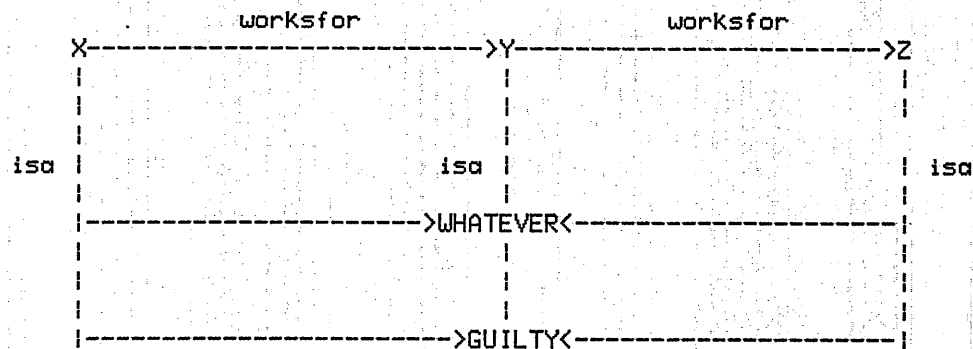 worksfor worksfor
X---------------------------->Y--------------------------->Z
isa isa isa
|----------------------->WHATEVER<-----------------------|
|-------------------------->GUILTY<-----------------------|